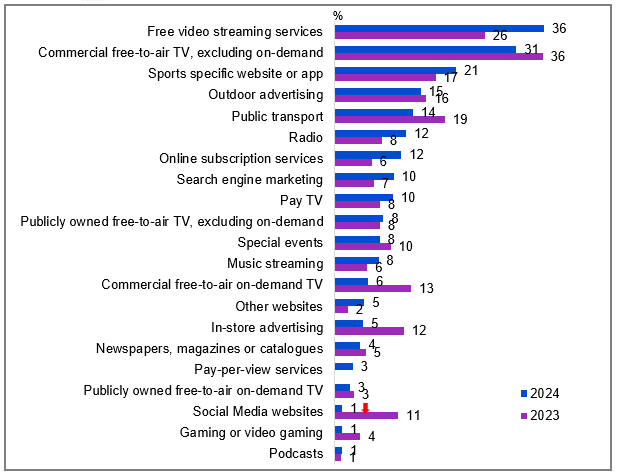 %
Free video streaming services 36
26
Commercial free-to-air TV, excluding on-demand 31
36
Sports specific website or app 21
17
Outdoor advertising 15
16
Public transport 14
19
Radio 12
8
Online subscription services 12
6
Search engine marketing 10
7
Pay TV 10
8
Publicly owned free-to-air TV, excluding on-demand 8
8
Special events 8
10
Music streaming 8
6
Commercial free-to-air on-demand TV 6
13
Other websites 5
2
In-store advertising 5
12
Newspapers, magazines or catalogues 4
5
Pay-per-view services 3
Publicly owned free-to-air on-demand TV 3
3
2024
Social Media websites 1
11
2023
Gaming or video gaming 1
4
Podcasts 1
1